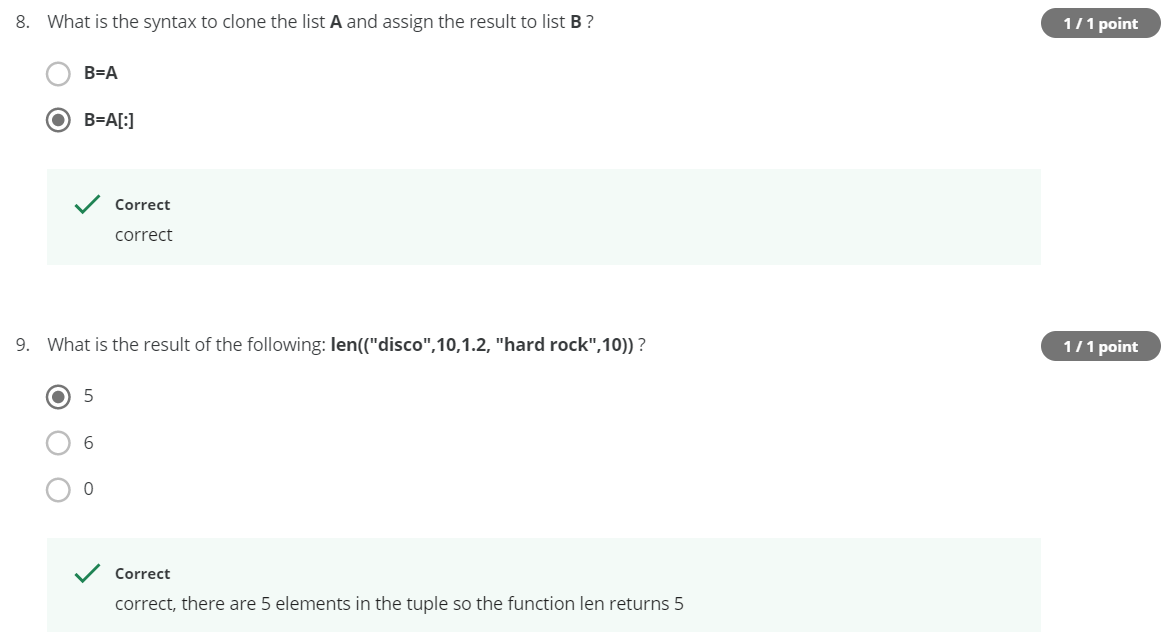 8. What is the syntax to clone the list A and assign the result to list B ?
1 / 1 point
B=A
B=A[:]
Correct
correct
9. What is the result of the following: len(("disco",10,1.2, "hard rock",10)) ?
1 / 1 point
5
6
0
Correct
correct, there are 5 elements in the tuple so the function len returns 5